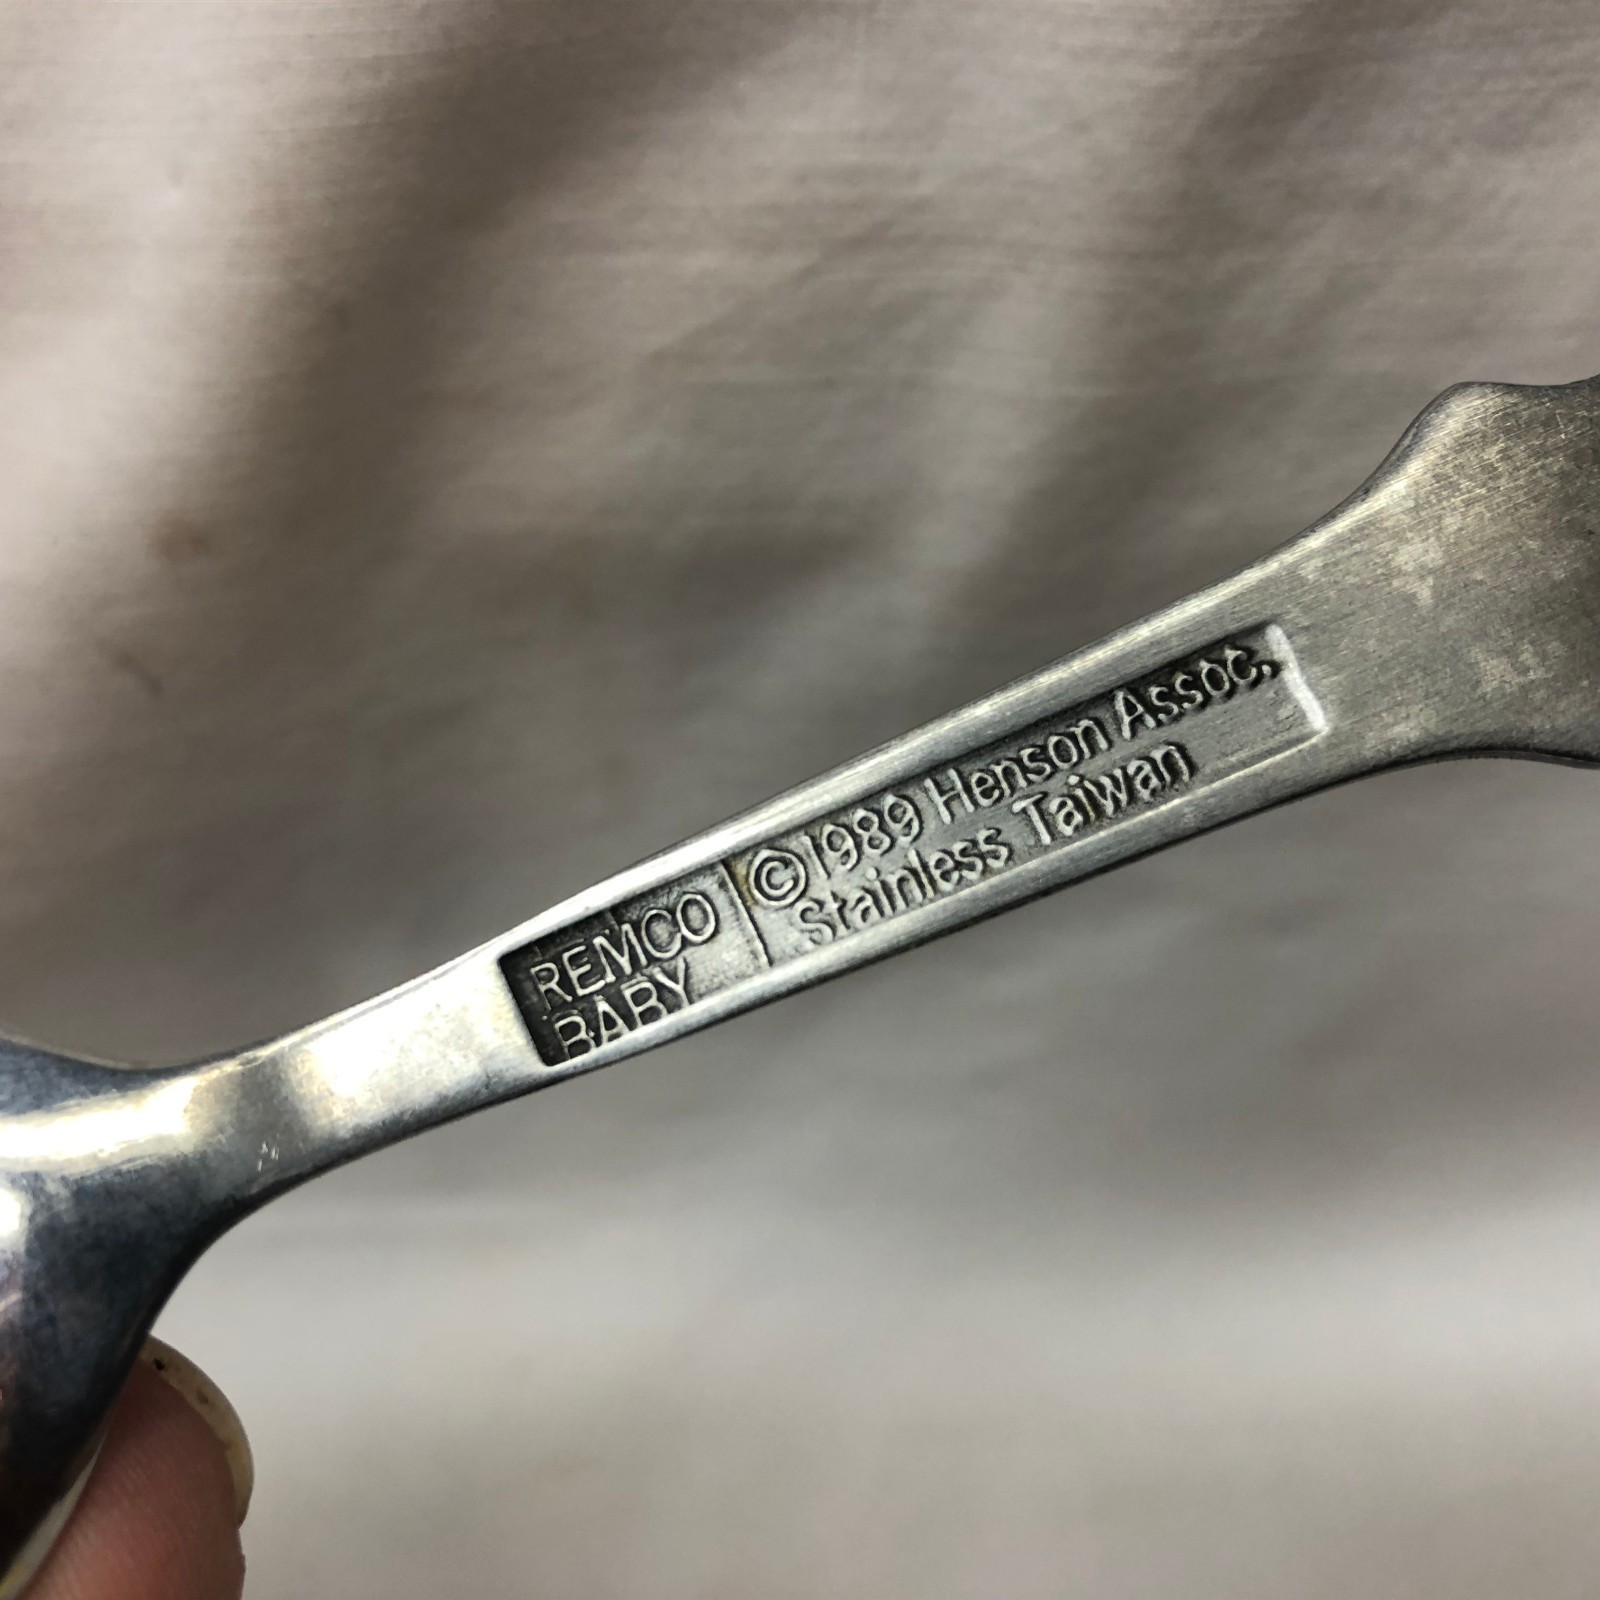 REMCO
BABY
©1989 Henson Assoc.
Stainless Taiwan